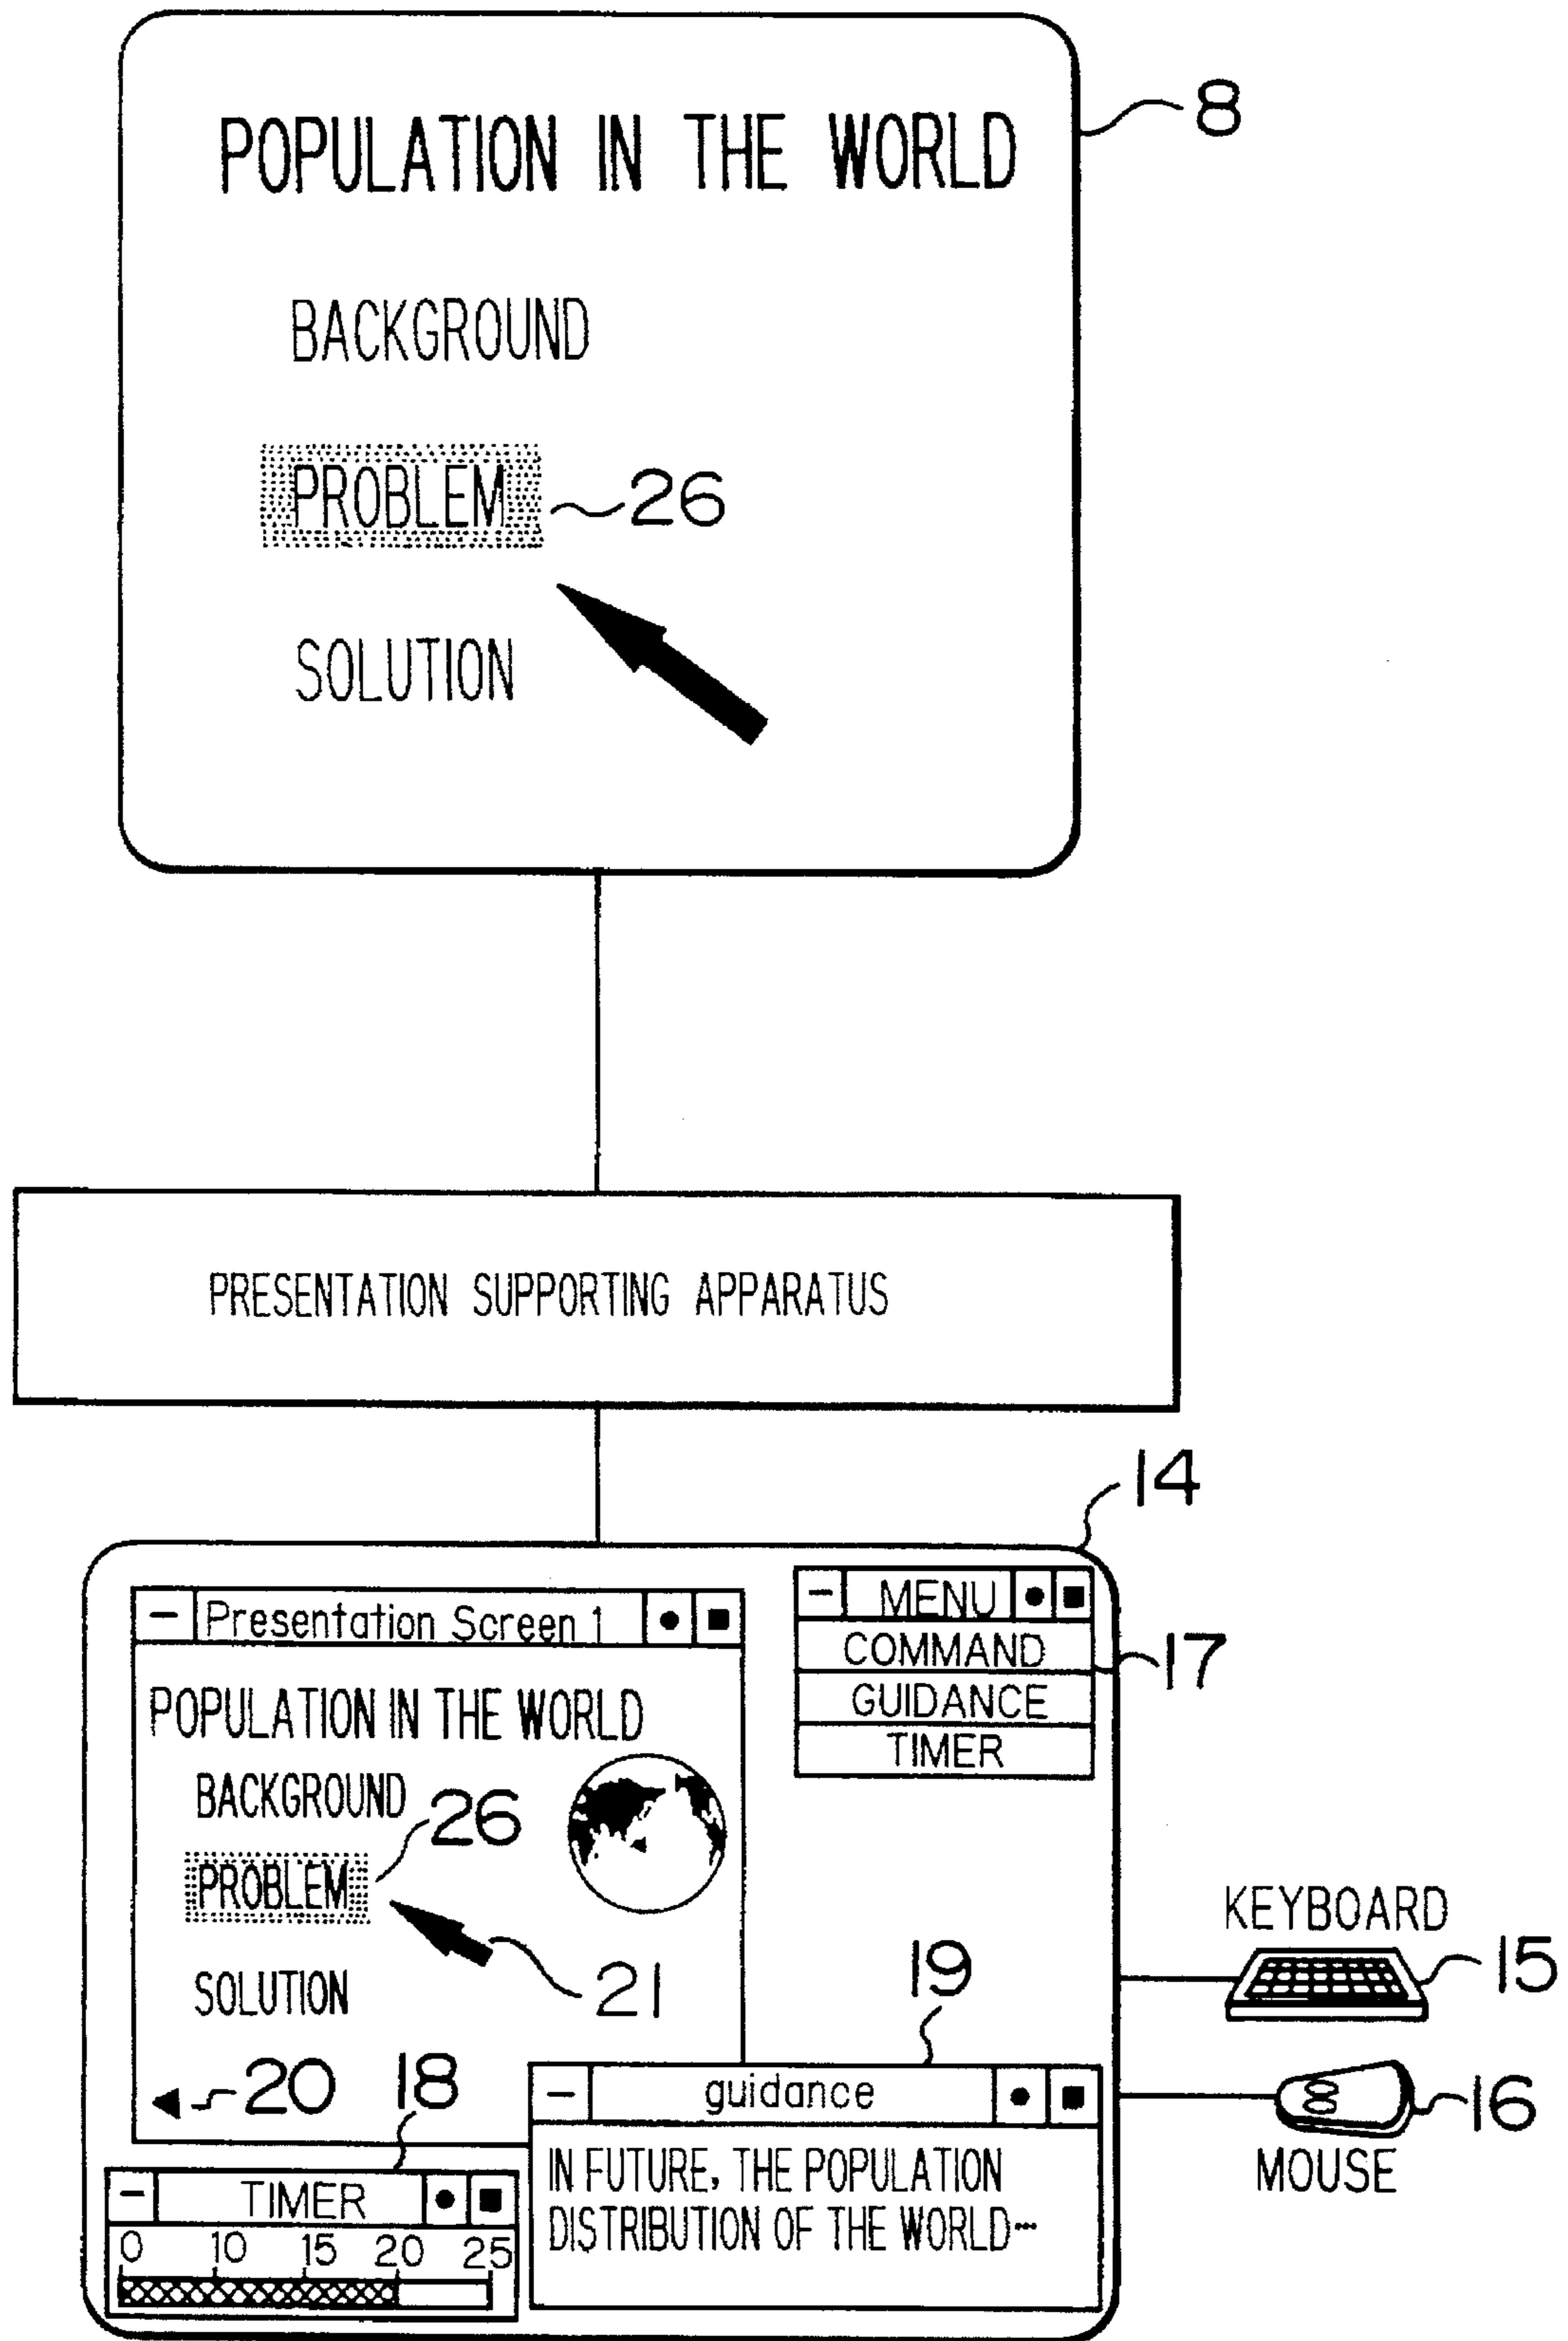 8
POPULATION IN THE WORLD
BACKGROUND
PROBLEM
26
SOLUTION
PRESENTATION SUPPORTING APPARATUS
14
Presentation Screen 1
MENU
COMMAND
17
GUIDANCE
TIMER
POPULATION IN THE WORLD
BACKGROUND
26
PROBLEM
SOLUTION
21
KEYBOARD
15
19
20
18
guidance
16
MOUSE
IN FUTURE, THE POPULATION
DISTRIBUTION OF THE WORLD…
TIMER
0 10 15 20 25